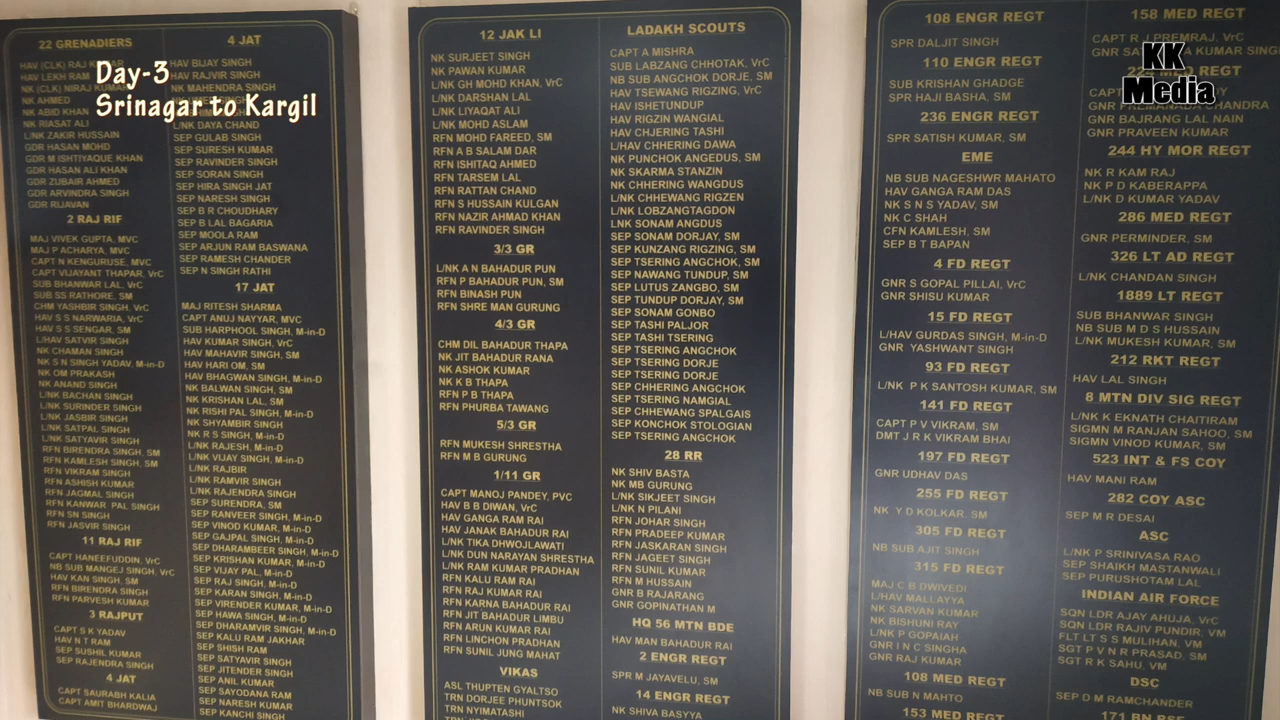 Day-3
Srinagar to Kargil
KK
Media
22 GRENADIERS
HAV (CLK) RAJ KUMAR
HAV LEKH RAM
NK (CLK) NIRAJ KUMAR
NK AHMED
NK ABID KHAN
NK RIASAT ALI
L/NK ZAKIR HUSSAIN
GDR HASAN MOHD
GDR M ISHTIYAQUE KHAN
GDR HASAN ALI KHAN
GDR ZUBAIR AHMED
GDR ARVINDRA SINGH
GDR RIJAVAN
2 RAJ RIF
MAJ VIVEK GUPTA, MVC
MAJ P ACHARYA, MVC
CAPT N KENGURUSE, MVC
CAPT VIJAYANT THAPAR, VrC
SUB BHANWAR LAL, VrC
SUB SS RATHORE, SM
CHM YASHBIR SINGH, VrC
HAV S S NARWARIA, VrC
HAV S S SENGAR, SM
L/HAV SATVIR SINGH
NK CHAMAN SINGH
NK S N SINGH YADAV, M-in-D
NK OM PRAKASH
NK ANAND SINGH
L/NK BACHAN SINGH
L/NK SURINDER SINGH
L/NK JASBIR SINGH
L/NK SATPAL SINGH
L/NK SATYAVIR SINGH
RFN BIRENDRA SINGH, SM
RFN KAMLESH SINGH, SM
RFN VIKRAM SINGH
RFN ASHISH KUMAR
RFN JAGMAL SINGH
RFN KANWAR PAL SINGH
RFN SN SINGH
RFN JASVIR SINGH
11 RAJ RIF
CAPT HANEEFUDDIN, VrC
NB SUB MANGEJ SINGH, VrC
HAV KAN SINGH, SM
RFN BIRENDRA SINGH
RFN PARVESH KUMAR
3 RAJPUT
CAPT S K YADAV
HAV N T RAM
SEP SUSHIL KUMAR
SEP RAJENDRA SINGH
4 JAT
CAPT SAURABH KALIA
CAPT AMIT BHARDWAJ
4 JAT
HAV BIJAY SINGH
HAV RAJVIR SINGH
NK MAHENDRA SINGH
L/NK DAYA CHAND
SEP GULAB SINGH
SEP SURESH KUMAR
SEP RAVINDER SINGH
SEP SORAN SINGH
SEP HIRA SINGH JAT
SEP NARESH SINGH
SEP B R CHOUDHARY
SEP B LAL BAGARIA
SEP MOOLA RAM
SEP ARJUN RAM BASWANA
SEP RAMESH CHANDER
SEP N SINGH RATHI
17 JAT
MAJ RITESH SHARMA
CAPT ANUJ NAYYAR, MVC
SUB HARPHOOL SINGH, M-in-D
HAV KUMAR SINGH, VrC
HAV MAHAVIR SINGH, SM
HAV HARI OM, SM
HAV BHAGWAN SINGH, M-in-D
NK BALWAN SINGH, SM
NK KRISHAN LAL, SM
NK RISHI PAL SINGH, M-in-D
NK SHYAMBIR SINGH
NK R S SINGH, M-in-D
L/NK RAJESH, M-in-D
L/NK VIJAY SINGH, M-in-D
L/NK RAJBIR
L/NK RAMVIR SINGH
L/NK RAJENDRA SINGH
SEP SURENDRA, SM
SEP RANVEER SINGH, M-in-D
SEP VINOD KUMAR, M-in-D
SEP GAJPAL SINGH, M-in-D
SEP DHARAMBEER SINGH, M-in-D
SEP KRISHAN KUMAR, M-in-D
SEP VIJAY PAL, M-in-D
SEP RAJ SINGH, M-in-D
SEP KARAN SINGH, M-in-D
SEP VIRENDER KUMAR, M-in-D
SEP HAWA SINGH, M-in-D
SEP DHARAMVIR SINGH, M-in-D
SEP KALU RAM JAKHAR
SEP SHISH RAM
SEP SATYAVIR SINGH
SEP JITENDER SINGH
SEP ANIL KUMAR
SEP SAYODANA RAM
SEP NARESH KUMAR
SEP KANCHI SINGH
12 JAK LI
NK SURJEET SINGH
NK PAWAN KUMAR
L/NK GH MOHD KHAN, VrC
L/NK DARSHAN LAL
L/NK LIYAQAT ALI
L/NK MOHD ASLAM
RFN MOHD FAREED, SM
RFN A B SALAM DAR
RFN ISHITAQ AHMED
RFN TARSEM LAL
RFN RATTAN CHAND
RFN S HUSSAIN KULGAN
RFN NAZIR AHMAD KHAN
RFN RAVINDER SINGH
3/3 GR
L/NK A N BAHADUR PUN
RFN P BAHADUR PUN, SM
RFN BINASH PUN
RFN SHRE MAN GURUNG
4/3 GR
CHM DIL BAHADUR THAPA
NK JIT BAHADUR RANA
NK ASHOK KUMAR
NK K B THAPA
RFN P B THAPA
RFN PHURBA TAWANG
5/3 GR
RFN MUKESH SHRESTHA
RFN M B GURUNG
1/11 GR
CAPT MANOJ PANDEY, PVC
HAV B B DIWAN, VrC
HAV GANGA RAM RAI
HAV JANAK BAHADUR RAI
L/NK TIKA DHWOJLAWATI
L/NK DUN NARAYAN SHRESTHA
L/NK RAM KUMAR PRADHAN
RFN KALU RAM RAI
RFN RAJ KUMAR RAI
RFN KARNA BAHADUR RAI
RFN JIT BAHADUR LIMBU
RFN ARUN KUMAR RAI
RFN LINCHON PRADHAN
RFN SUNIL JUNG MAHAT
VIKAS
ASL THUPTEN GYALTSO
TRN DORJEE PHUNTSOK
TRN NYIMATASHI
LADAKH SCOUTS
CAPT A MISHRA
SUB LABZANG CHHOTAK, VrC
NB SUB ANGCHOK DORJE, SM
HAV TSEWANG RIGZING, VrC
HAV ISHETUNDUP
HAV RIGZIN WANGIAL
HAV CHJERING TASHI
L/HAV CHHERING DAWA
NK PUNCHOK ANGEDUS, SM
NK SKARMA STANZIN
NK CHHERING WANGDUS
L/NK CHHEWANG RIGZEN
L/NK LOBZANGTAGDON
LNK SONAM ANGDUS
SEP SONAM DORJAY, SM
SEP KUNZANG RIGZING, SM
SEP TSERING ANGCHOK, SM
SEP NAWANG TUNDUP, SM
SEP LUTUS ZANGBO, SM
SEP TUNDUP DORJAY, SM
SEP SONAM GONBO
SEP TASHI PALJOR
SEP TASHI TSERING
SEP TSERING ANGCHOK
SEP TSERING DORJE
SEP TSERING DORJE
SEP CHHERING ANGCHOK
SEP TSERING NAMGIAL
SEP CHHEWANG SPALGAIS
SEP KONCHOK STOLOGIAN
SEP TSERING ANGCHOK
28 RR
NK SHIV BASTA
NK MB GURUNG
L/NK SIKJEET SINGH
L/NK N PILANI
RFN JOHAR SINGH
RFN PRADEEP KUMAR
RFN JASKARAN SINGH
RFN JAGEET SINGH
RFN SUNIL KUMAR
RFN M HUSSAIN
GNR B RAJARANG
GNR GOPINATHAN M
HQ 56 MTN BDE
HAV MAN BAHADUR RAI
2 ENGR REGT
SPR M JAYAVELU, SM
14 ENGR REGT
NK SHIVA BASYYA
108 ENGR REGT
SPR DALJIT SINGH
110 ENGR REGT
SUB KRISHAN GHADGE
SPR HAJI BASHA, SM
236 ENGR REGT
SPR SATISH KUMAR, SM
EME
NB SUB NAGESHWR MAHATO
HAV GANGA RAM DAS
NK S N S YADAV, SM
NK C SHAH
CFN KAMLESH, SM
SEP B T BAPAN
4 FD REGT
GNR S GOPAL PILLAI, VrC
GNR SHISU KUMAR
15 FD REGT
L/HAV GURDAS SINGH, M-in-D
GNR YASHWANT SINGH
93 FD REGT
L/NK P K SANTOSH KUMAR, SM
141 FD REGT
CAPT P V VIKRAM, SM
DMT J R K VIKRAM BHAI
197 FD REGT
GNR UDHAV DAS
255 FD REGT
NK Y D KOLKAR, SM
305 FD REGT
NB SUB AJIT SINGH
315 FD REGT
MAJ C B DWIVEDI
L/HAV MALLAYYA
NK SARVAN KUMAR
NK BISHUNI RAY
L/NK P GOPAIAH
GNR I N C SINGHA
GNR RAJ KUMAR
108 MED REGT
NB SUB N MAHTO
153 MED REGT
158 MED REGT
CAPT R J PREMRAJ, VrC
KUMAR SINGH
224 MED REGT
CAPT
GNR PREMANADA CHANDRA
GNR BAJRANG LAL NAIN
GNR PRAVEEN KUMAR
244 HY MOR REGT
NK R KAM RAJ
NK P D KABERAPPA
L/NK D KUMAR YADAV
286 MED REGT
GNR PERMINDER, SM
326 LT AD REGT
L/NK CHANDAN SINGH
1889 LT REGT
SUB BHANWAR SINGH
NB SUB M D S HUSSAIN
L/NK MUKESH KUMAR, SM
212 RKT REGT
HAV LAL SINGH
8 MTN DIV SIG REGT
L/NK K EKNATH CHAITIRAM
SIGMN M RANJAN SAHOO, SM
SIGMN VINOD KUMAR, SM
523 INT & FS COY
HAV MANI RAM
282 COY ASC
SEP M R DESAI
ASC
L/NK P SRINIVASA RAO
SEP SHAIKH MASTANWALI
SEP PURUSHOTAM LAL
INDIAN AIR FORCE
SQN LDR AJAY AHUJA, VrC
SQN LDR RAJIV PUNDIR, VM
FLT LT S S MULIHAN, VM
SGT P V N R PRASAD, SM
SGT R K SAHU, VM
DSC
SEP D M RAMCHANDER
171 BN BSF